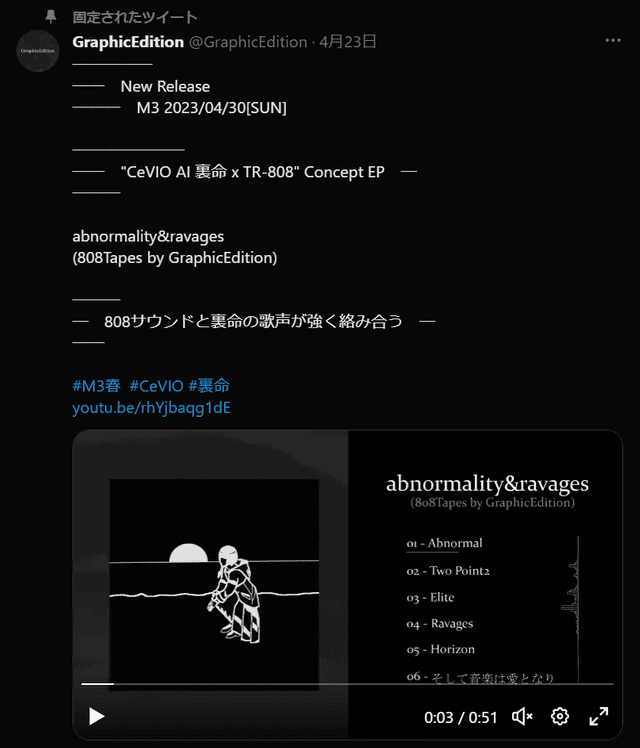 固定されたツイート
GraphicEdition @GraphicEdition · 4月23日
New Release
M3 2023/04/30[SUN]
"CeVIO AI 裏命 x TR-808" Concept EP
abnormality&ravages
(808Tapes by GraphicEdition)
808サウンドと裏命の歌声が強く絡み合う
#M3春 #CeVIO #裏命
youtu.be/rhYjbaqg1dE
abnormality&ravages
(808Tapes by GraphicEdition)
01 - Abnormal
02 - Two Point2
03 - Elite
04 - Ravages
05 - Horizon
06 - そして音楽は愛となり
0:03 / 0:51